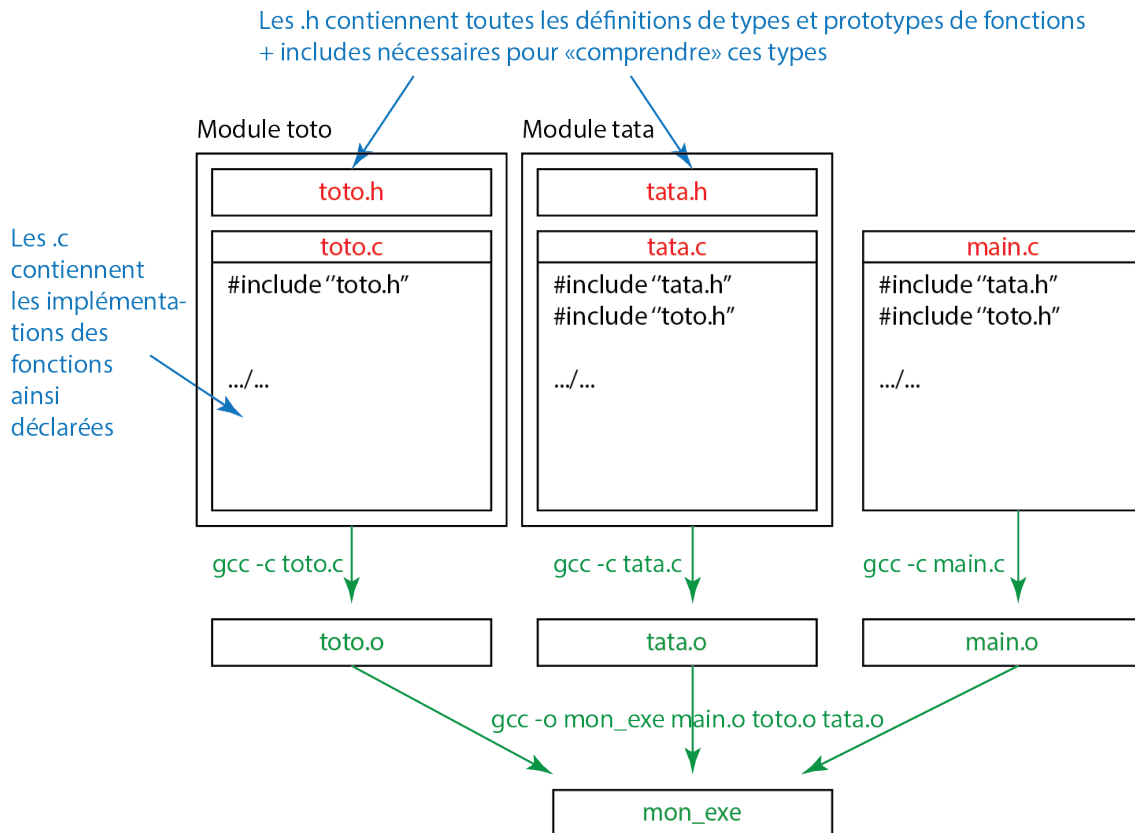 Les .h contiennent toutes les définitions de types et prototypes de fonctions
+ includes nécessaires pour «comprendre» ces types
Module toto
Module tata
toto.h
tata.h
Les .c
contiennent
les implémenta-
tions des
fonctions
ainsi
déclarées
toto.c
#include “toto.h”
.../...
tata.c
#include “tata.h”
#include “toto.h”
.../...
main.c
#include “tata.h”
#include “toto.h”
.../...
gcc -c toto.c
gcc -c tata.c
gcc -c main.c
toto.o
tata.o
main.o
gcc -o mon_exe main.o toto.o tata.o
mon_exe